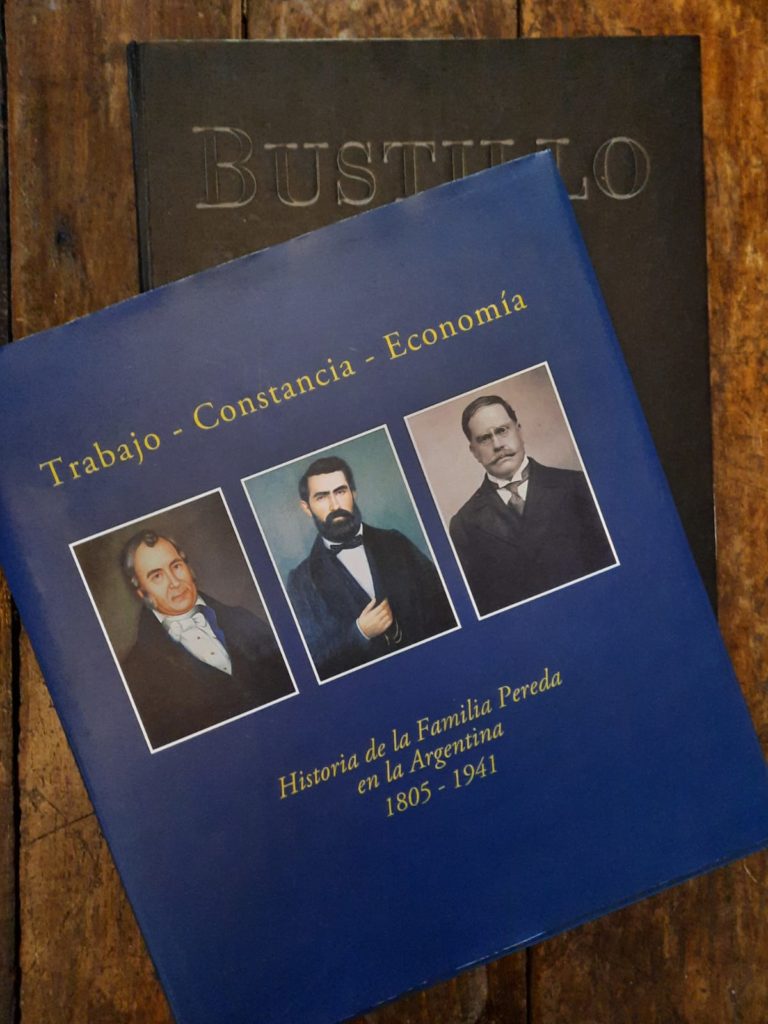 BUSTILLO
Trabajo - Constancia - Economía
Historia de la Familia Pereda
en la Argentina
1805 - 1941